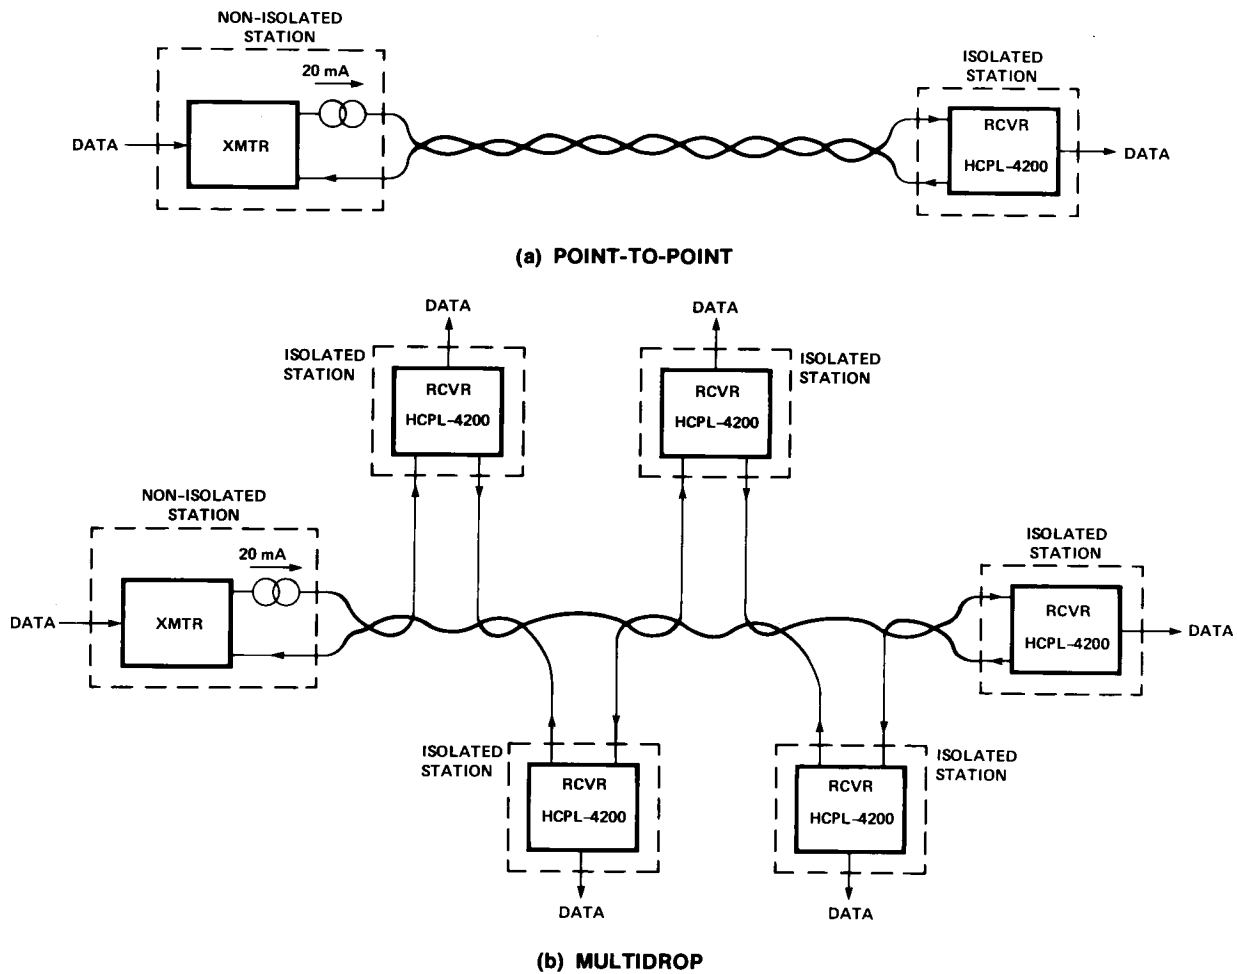 NON-ISOLATED
STATION
20 mA
DATA
XMTR
ISOLATED
STATION
RCVR
HCPL-4200
DATA
(a) POINT-TO-POINT
DATA
ISOLATED
STATION
RCVR
HCPL-4200
DATA
ISOLATED
STATION
RCVR
HCPL-4200
NON-ISOLATED
STATION
20 mA
DATA
XMTR
ISOLATED
STATION
RCVR
HCPL-4200
DATA
ISOLATED
STATION
RCVR
HCPL-4200
DATA
ISOLATED
STATION
RCVR
HCPL-4200
DATA
(b) MULTIDROP